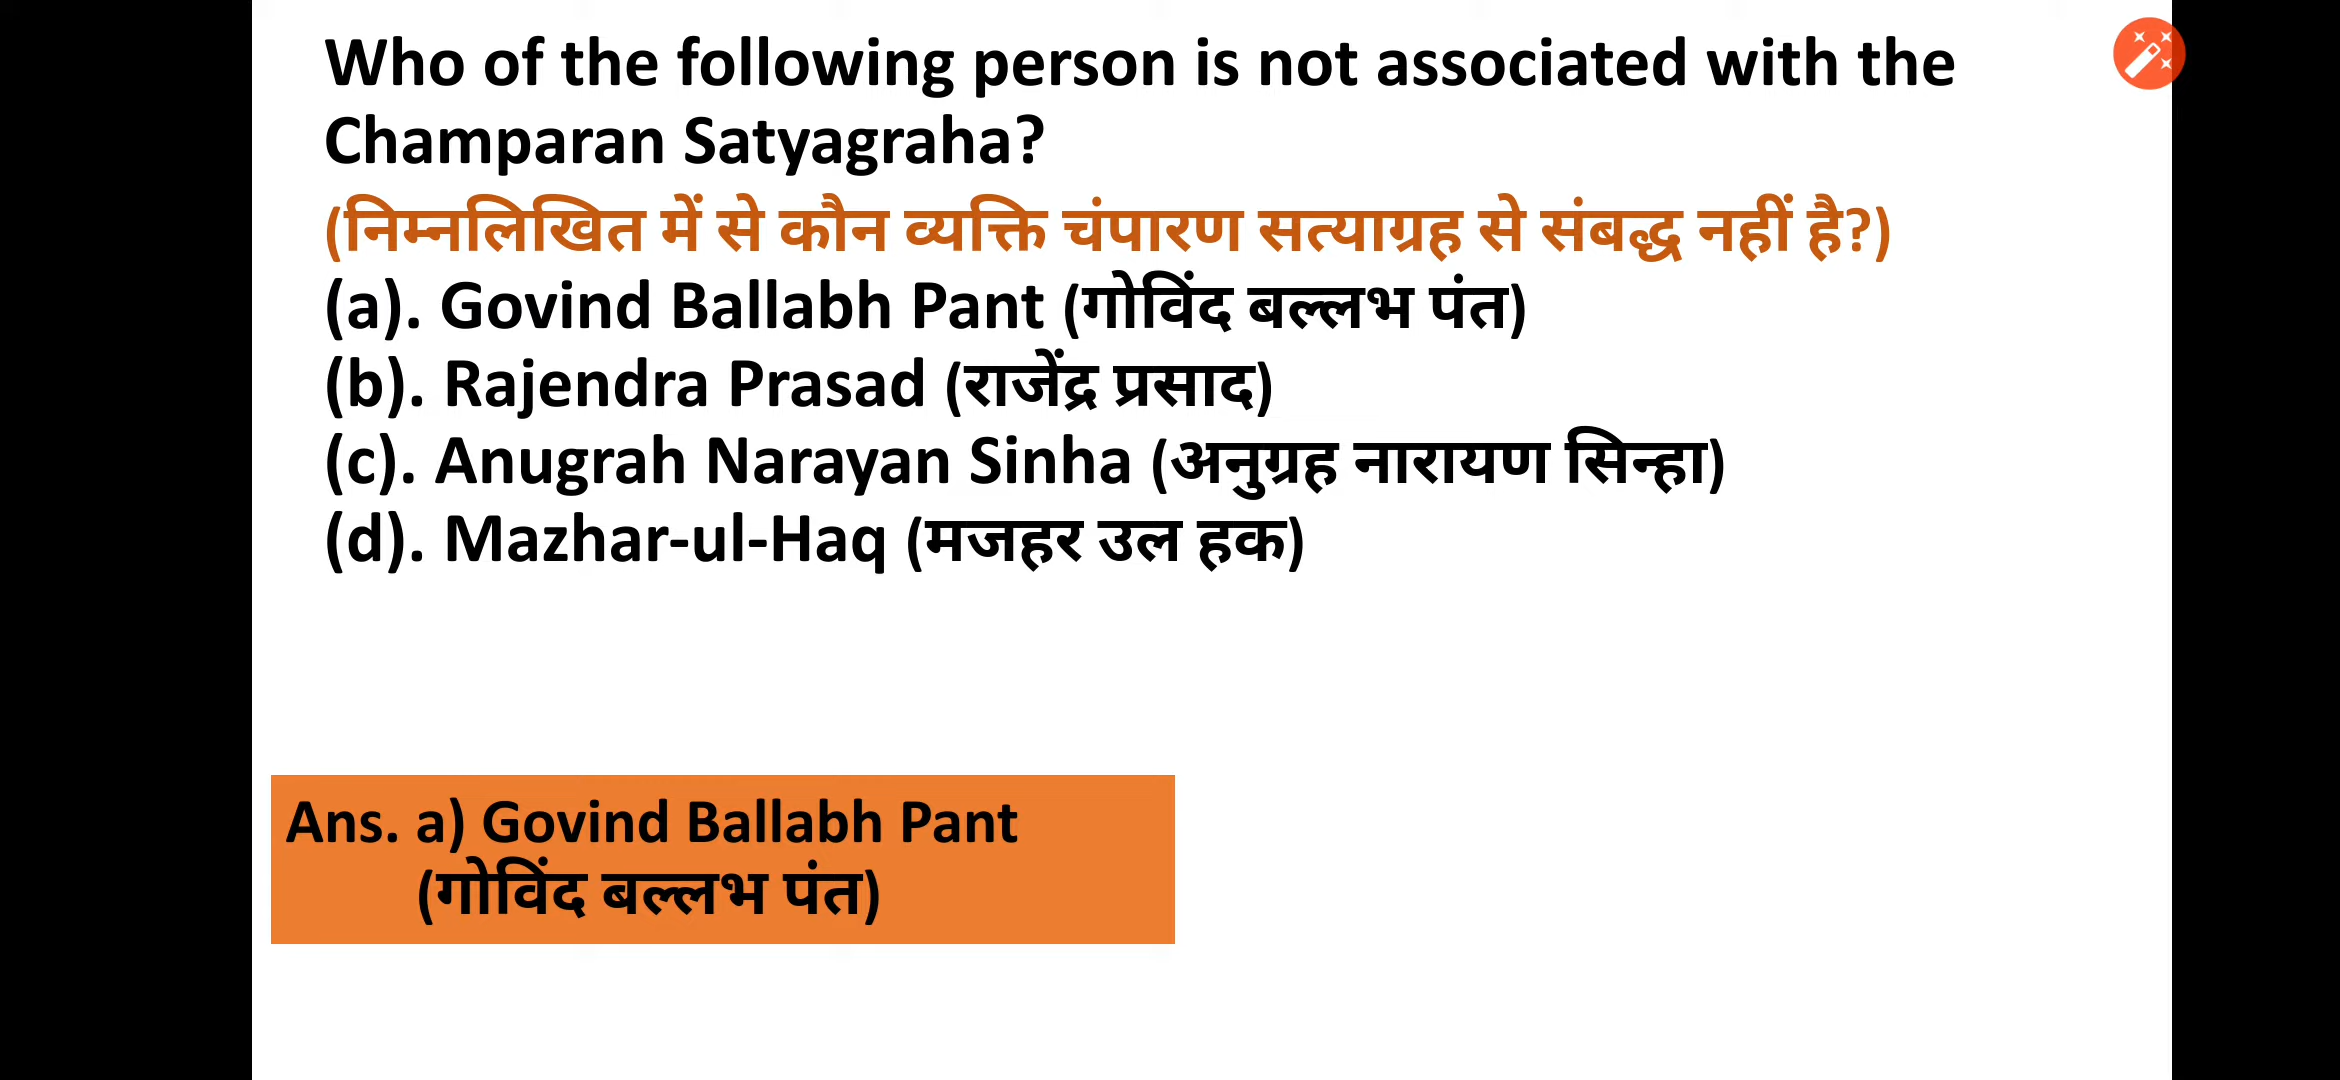 Who of the following person is not associated with the
Champaran Satyagraha?
(निम्नलिखित में से कौन व्यक्ति चंपारण सत्याग्रह से संबद्ध नहीं है?)
(a). Govind Ballabh Pant (गोविंद बल्लभ पंत)
(b). Rajendra Prasad (राजेंद्र प्रसाद)
(c). Anugrah Narayan Sinha (अनुग्रह नारायण सिन्हा)
(d). Mazhar-ul-Haq (मजहर उल हक)
Ans. a) Govind Ballabh Pant
(गोविंद बल्लभ पंत)